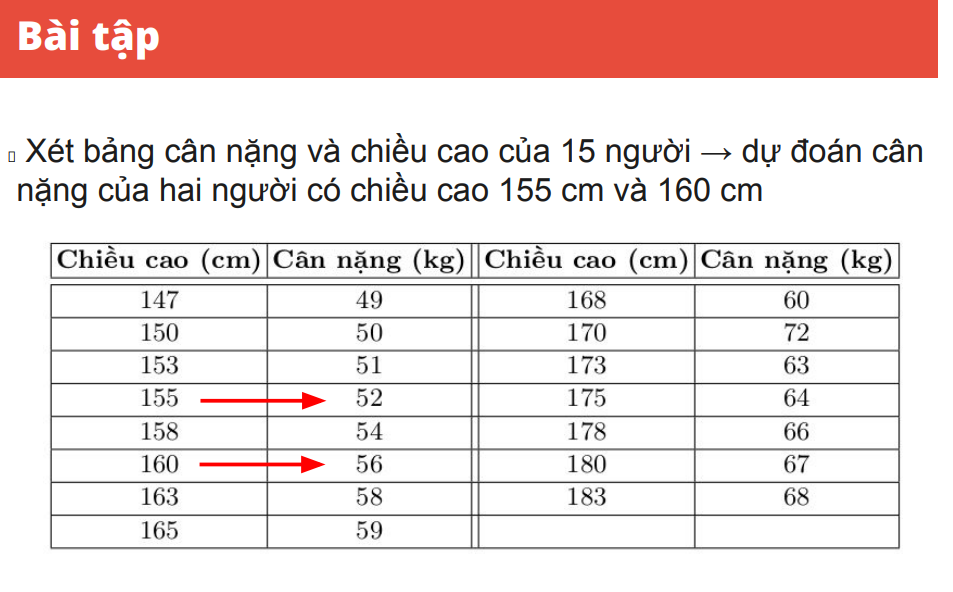 Bài tập
Xét bảng cân nặng và chiều cao của 15 người → dự đoán cân
nặng của hai người có chiều cao 155 cm và 160 cm
Chiều cao (cm) Cân nặng (kg) Chiều cao (cm) Cân nặng (kg)
147 49 168 60
150 50 170 72
153 51 173 63
155 52 175 64
158 54 178 66
160 56 180 67
163 58 183 68
165 59